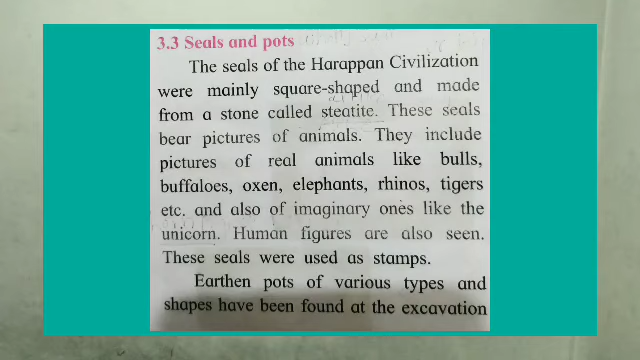 3.3 Seals and pots
The seals of the Harappan Civilization
were mainly square-shaped and made
from a stone called steatite. These seals
bear pictures of animals. They include
pictures of real animals like bulls,
buffaloes, oxen, elephants, rhinos, tigers
etc. and also of imaginary ones like the
unicorn. Human figures are also seen.
These seals were used as stamps.
Earthen pots of various types and
shapes have been found at the excavation